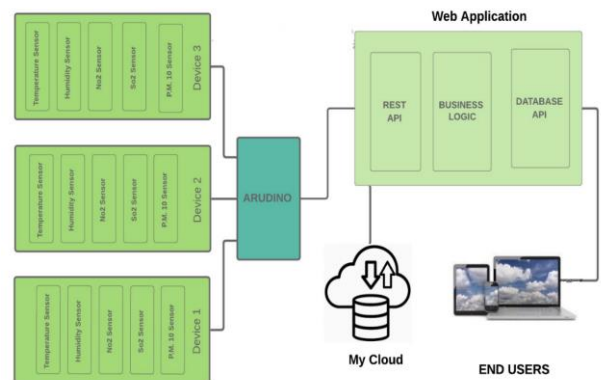 Web Application
Temperature Sensor
Humidity Sensor
No2 Sensor
So2 Sensor
P.M. 10 Sensor
Device 3
Temperature Sensor
Humidity Sensor
No2 Sensor
So2 Sensor
P.M. 10 Sensor
Device 2
Temperature Sensor
Humidity Sensor
No2 Sensor
So2 Sensor
P.M. 10 Sensor
Device 1
ARUDINO
REST
API
BUSINESS
LOGIC
DATABASE
API
My Cloud
END USERS